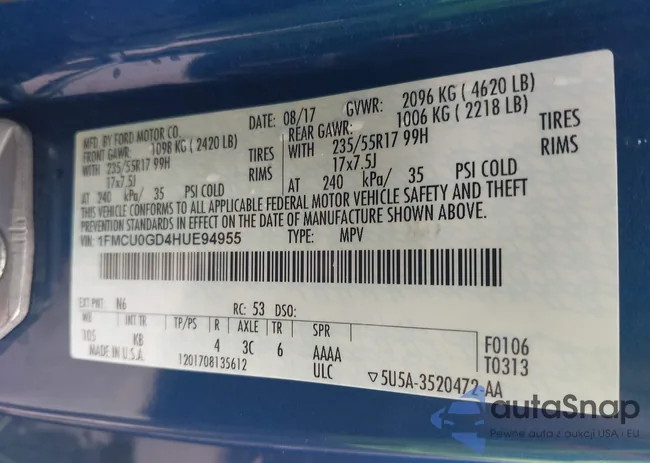 MFD. BY FORD MOTOR CO.
DATE: 08/17 GVWR: 2096 KG ( 4620 LB)
FRONT GAWR: 1098 KG ( 2420 LB)
REAR GAWR: 1006 KG ( 2218 LB)
WITH 235/55R17 99H TIRES
WITH 235/55R17 99H TIRES
17x7.5J RIMS
17x7.5J RIMS
AT 240 kPa/ 35 PSI COLD
AT 240 kPa/ 35 PSI COLD
THIS VEHICLE CONFORMS TO ALL APPLICABLE FEDERAL MOTOR VEHICLE SAFETY AND THEFT
PREVENTION STANDARDS IN EFFECT ON THE DATE OF MANUFACTURE SHOWN ABOVE.
VIN: 1FMCU0GD4HUE94955 TYPE: MPV
EXT PNT: N6 RC: 53 DSO:
WB INT TR TP/PS R AXLE TR SPR
105 KB 4 3C 6 AAAA
ULC
F0106
T0313
MADE IN U.S.A. 1201708135612
▽5U5A-3520472-AA
autaSnap
Pewne auta z aukcji USA i EU